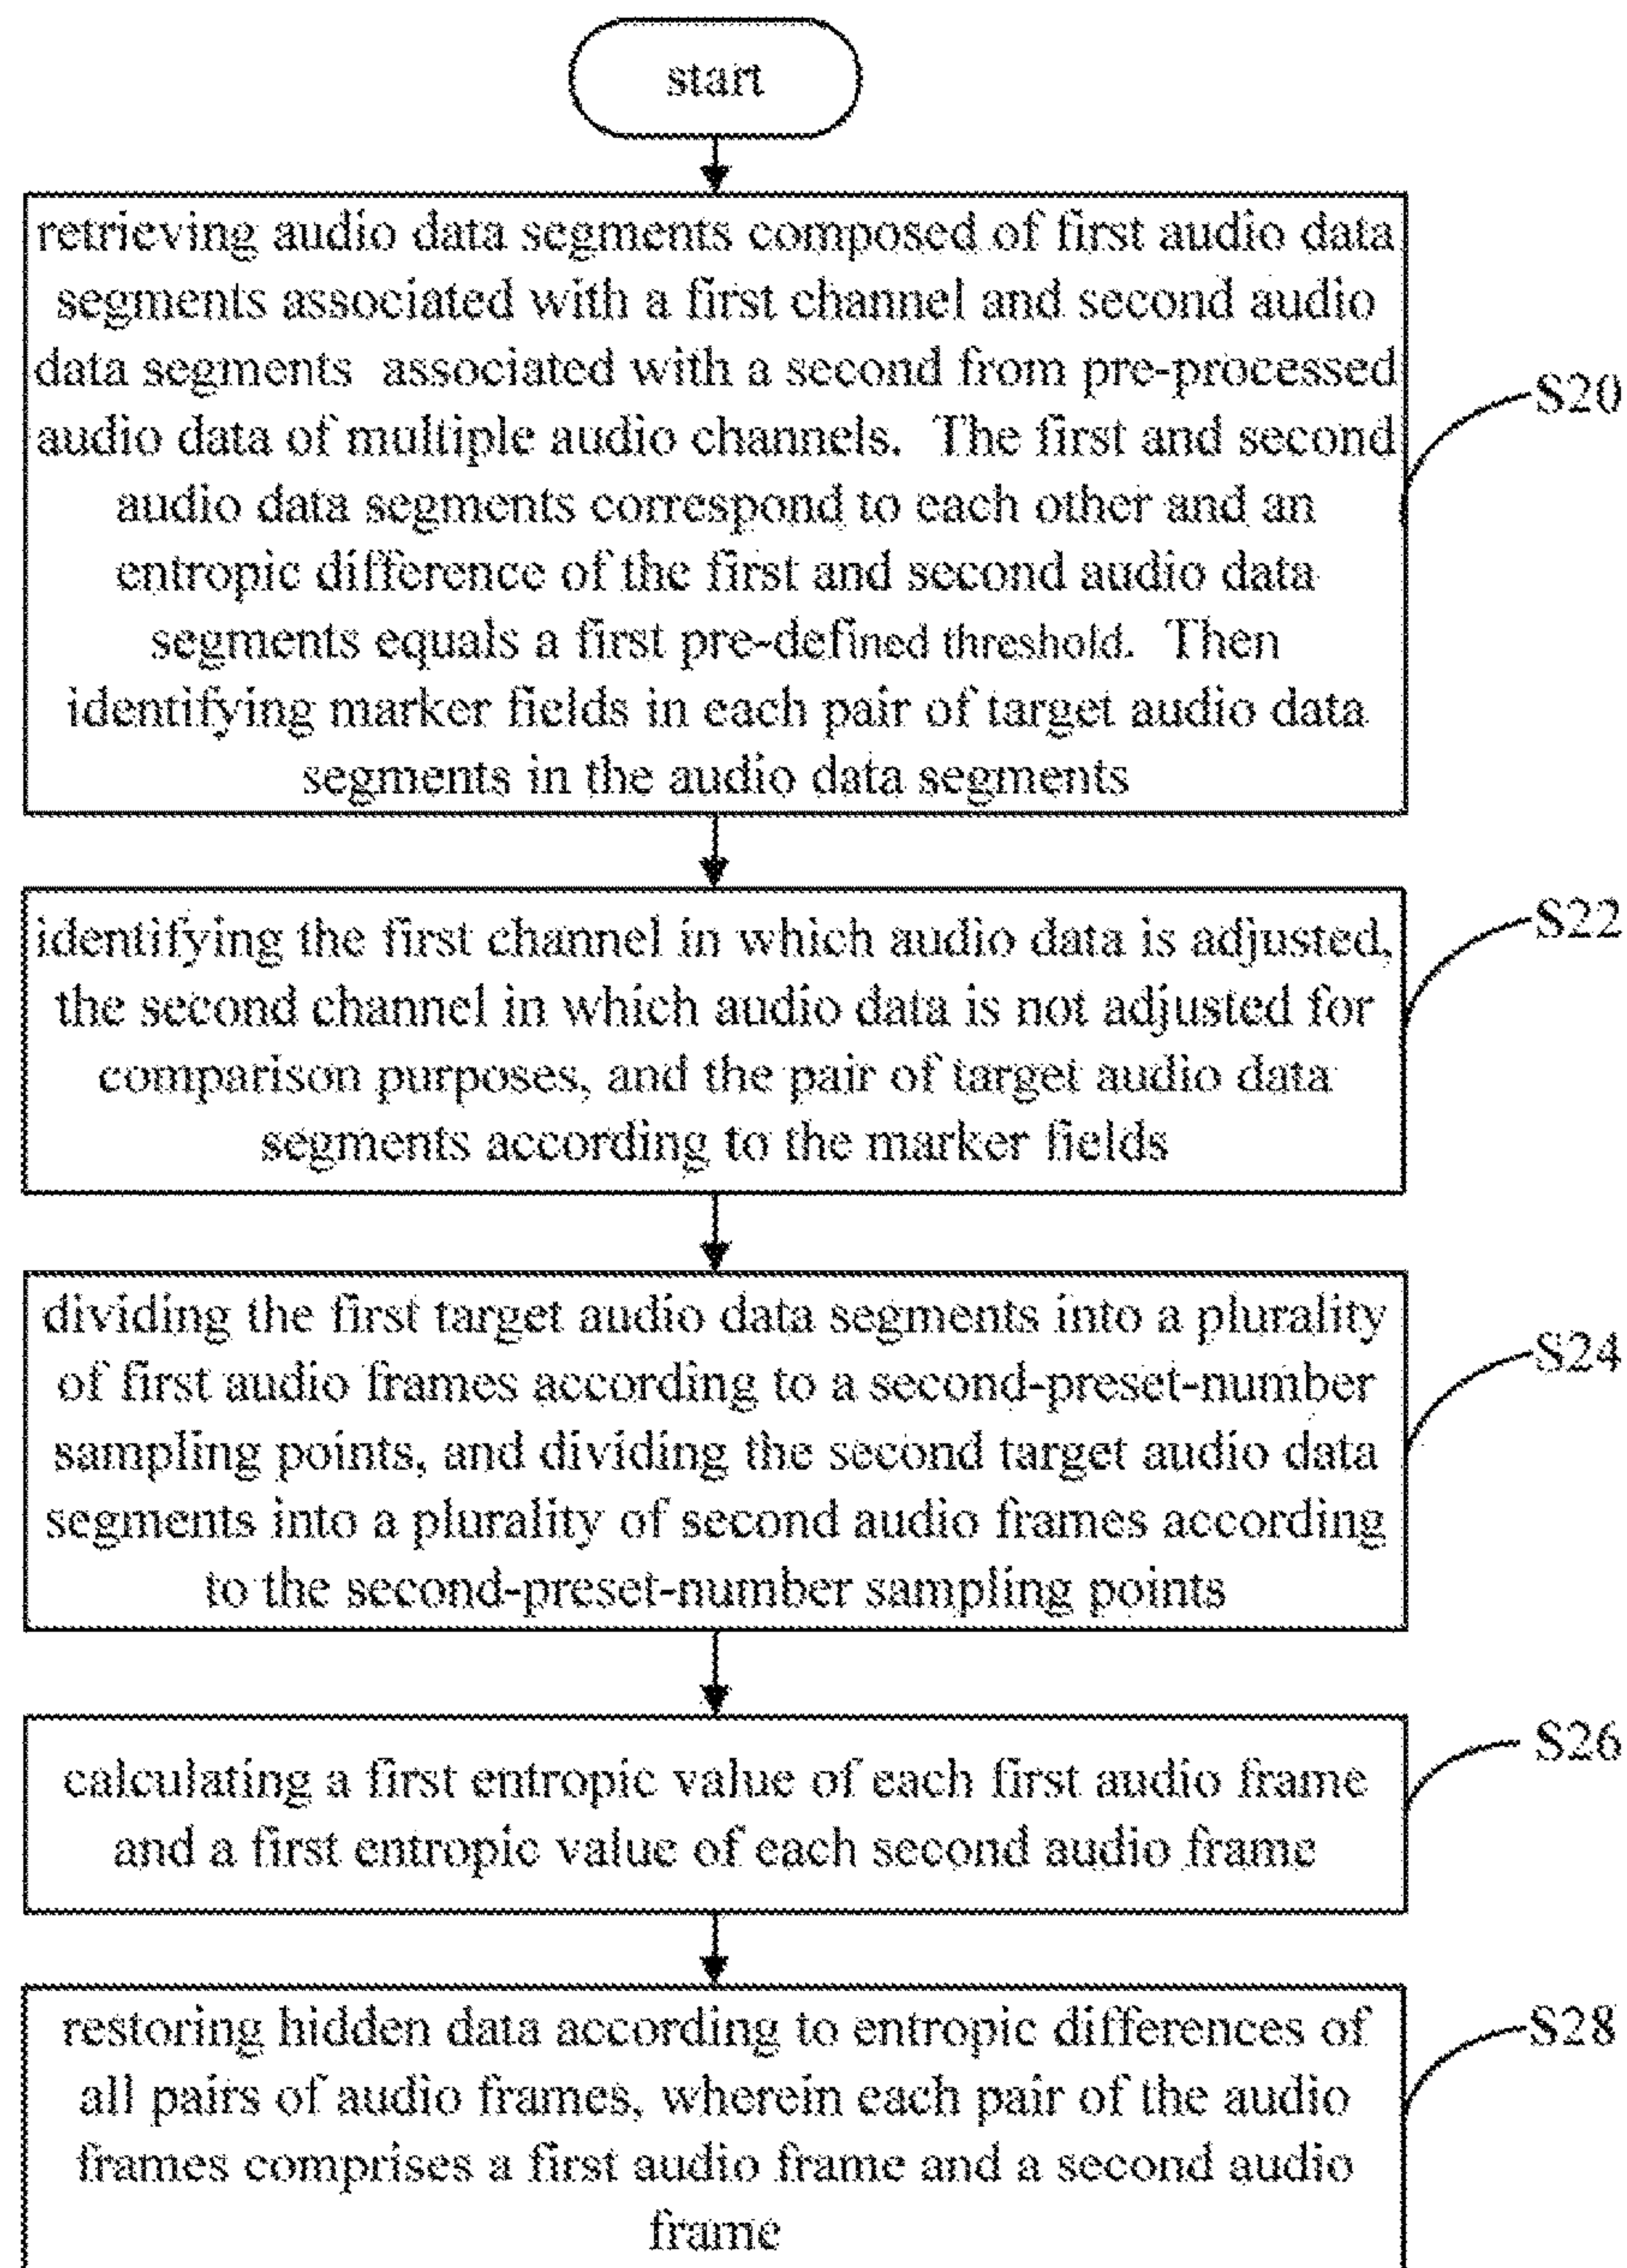 start
retrieving audio data segments composed of first audio data
segments associated with a first channel and second audio
data segments associated with a second from pre-processed
audio data of multiple audio channels. The first and second
audio data segments correspond to each other and an
entropic difference of the first and second audio data
segments equals a first pre-defined threshold. Then
identifying marker fields in each pair of target audio data
segments in the audio data segments
S20
identifying the first channel in which audio data is adjusted,
the second channel in which audio data is not adjusted for
comparison purposes, and the pair of target audio data
segments according to the marker fields
S22
dividing the first target audio data segments into a plurality
of first audio frames according to a second-preset-number
sampling points, and dividing the second target audio data
segments into a plurality of second audio frames according
to the second-preset-number sampling points
S24
calculating a first entropic value of each first audio frame
and a first entropic value of each second audio frame
S26
restoring hidden data according to entropic differences of
all pairs of audio frames, wherein each pair of the audio
frames comprises a first audio frame and a second audio
frame
S28